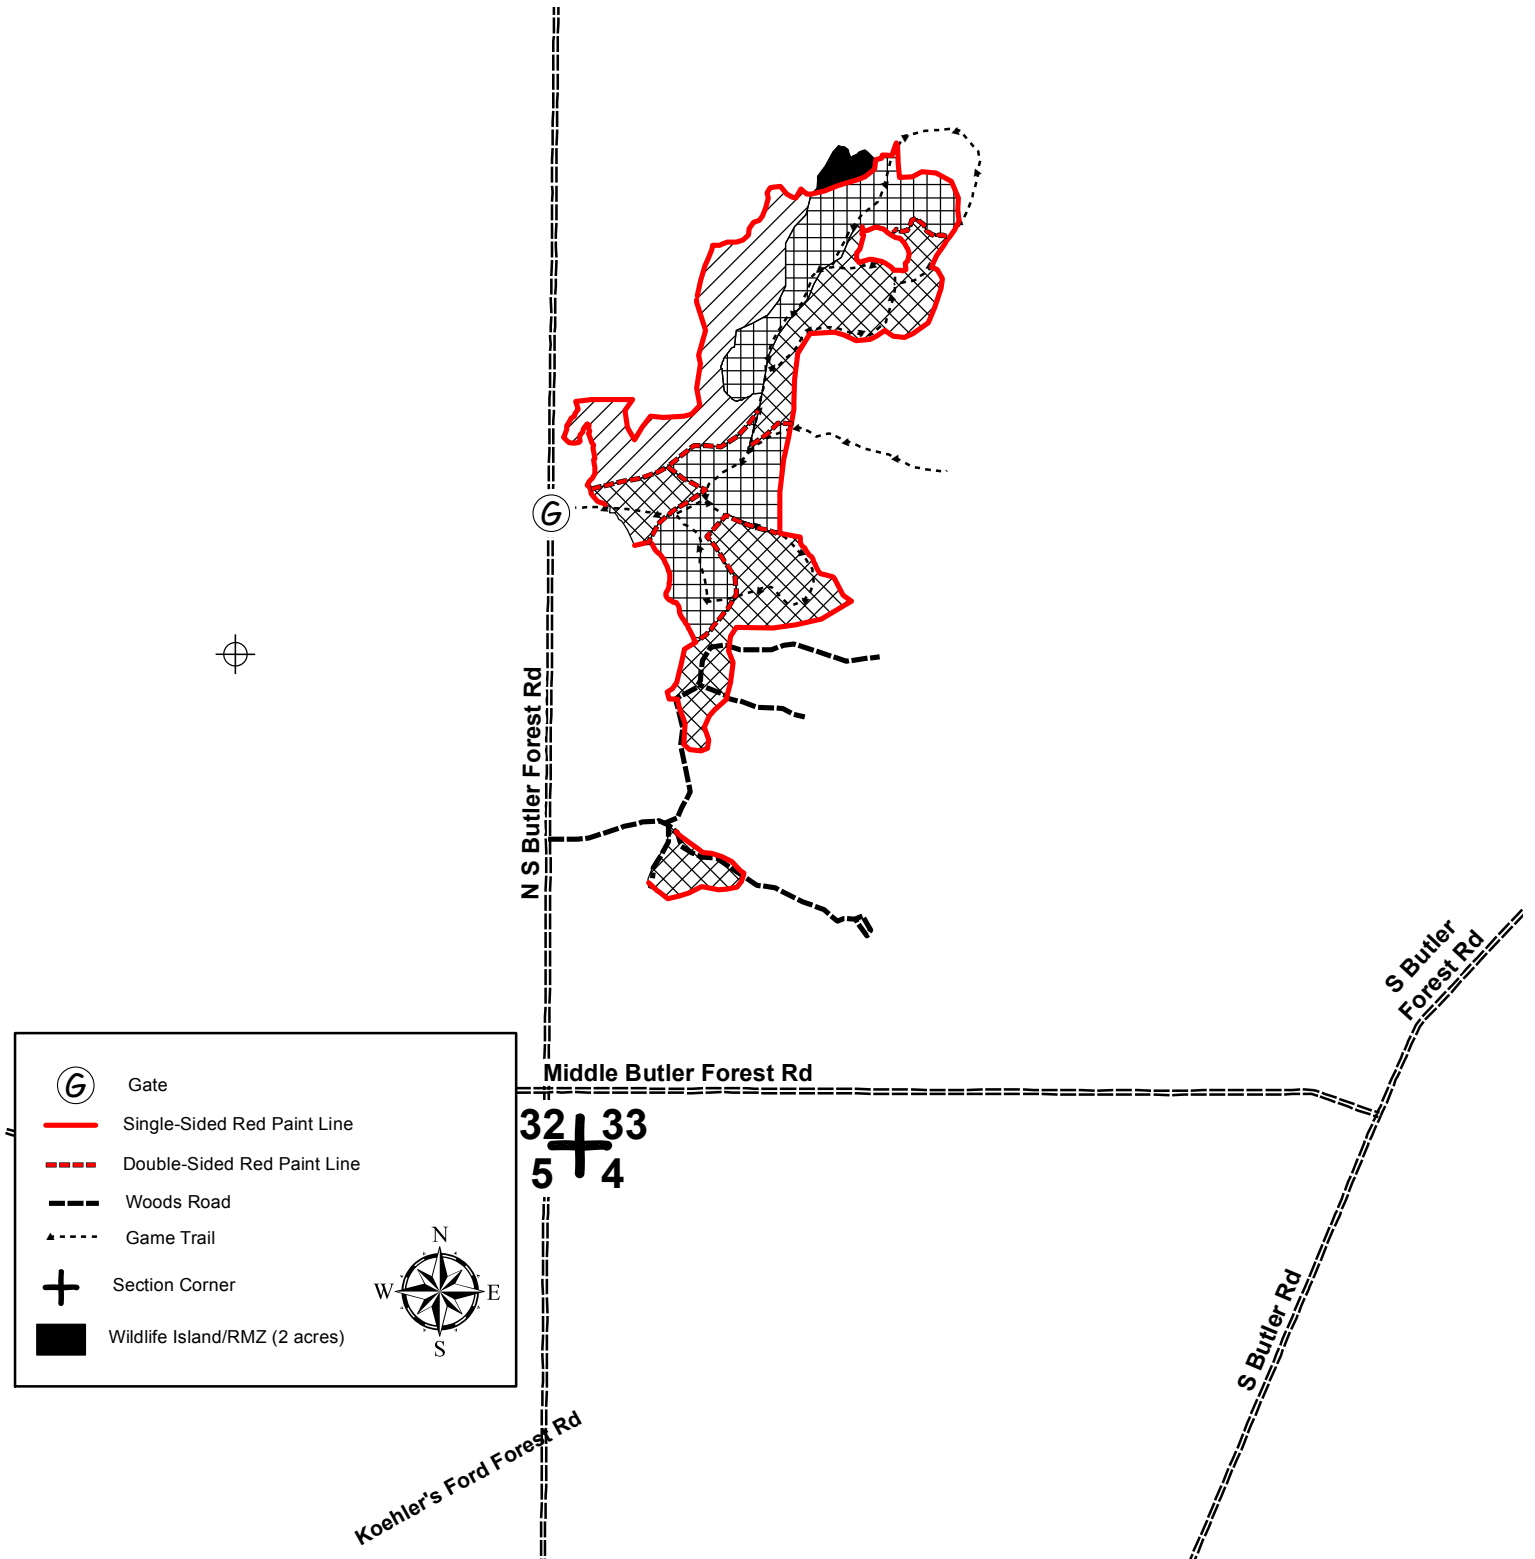 G
N S Butler Forest Rd
S Butler
Forest Rd
Middle Butler Forest Rd
32 33
5 4
G Gate
Single-Sided Red Paint Line
Double-Sided Red Paint Line
Woods Road
Game Trail
Section Corner
Wildlife Island/RMZ (2 acres)
N
W E
S
S Butler Rd
Koehler's Ford Forest Rd